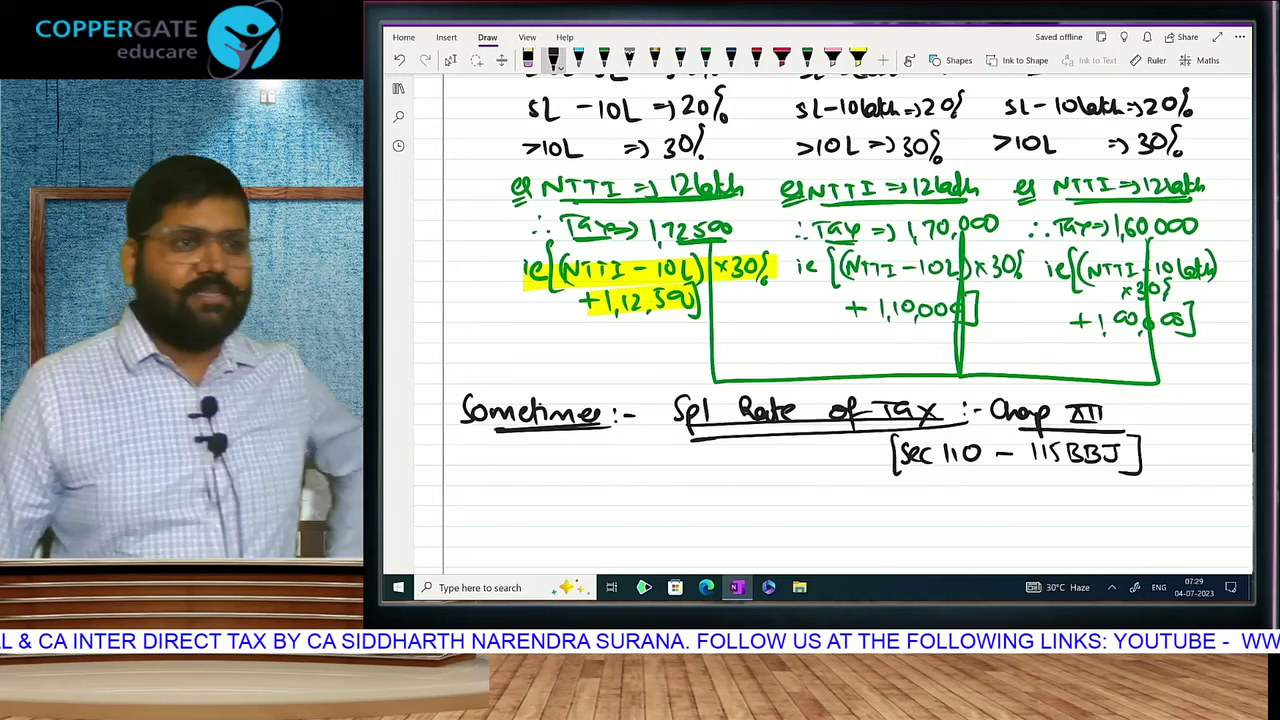 COPPERGATE
educare
Home Insert Draw View Help
Saved offline
Share
Shapes
Ink to Shape
Ink to Text
Ruler
Maths
5L - 10L => 20%
>10L => 30%
eg NTTI => 12lakh
∴ Tax => 1,72,500
ie [(NTTI - 10L) × 30%
+ 1,12,500]
5L - 10lakh => 20%
>10L => 30%
eg NTTI => 12lakh
∴ Tax => 1,70,000
ie [(NTTI - 10L) × 30%
+ 1,10,000]
5L - 10lakh => 20%
>10L => 30%
eg NTTI => 12lakh
∴ Tax => 1,60,000
ie [(NTTI - 10lakh)
× 30%
+ 1,00,000]
Sometimes :- Spl Rate of Tax :- Chap XII
[Sec 110 - 115BBJ]
Type here to search
30°C Haze
ENG
07:29
04-07-2023
L & CA INTER DIRECT TAX BY CA SIDDHARTH NARENDRA SURANA. FOLLOW US AT THE FOLLOWING LINKS: YOUTUBE - WW